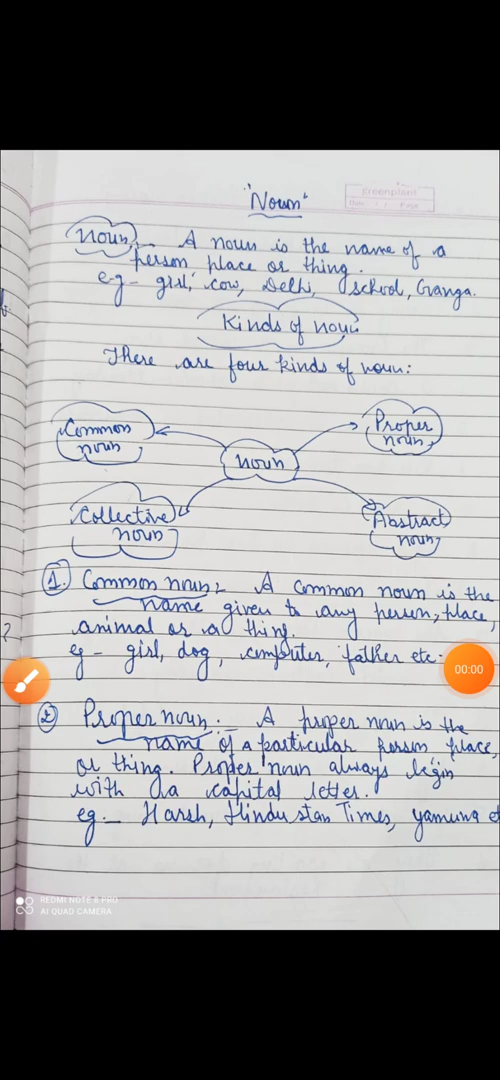 "Noun"
greenplant
Date / / Page
Noun:- A noun is the name of a
person place or thing.
e.g- girl, cow, Delhi, school, Ganga.
Kinds of noun
There are four kinds of noun:
Common noun
Proper noun
noun
Collective noun
Abstract noun
1. Common noun:- A common noun is the
name given to any person, place,
animal or a thing.
eg- girl, dog, computer, father etc-
00:00
2 Proper noun:- A proper noun is the
name of a particular person place,
or thing. Proper noun always begin
with a capital letter.
eg- Harsh, Hindustan Times, yamuna et
REDMI NOTE 8 PRO
AI QUAD CAMERA